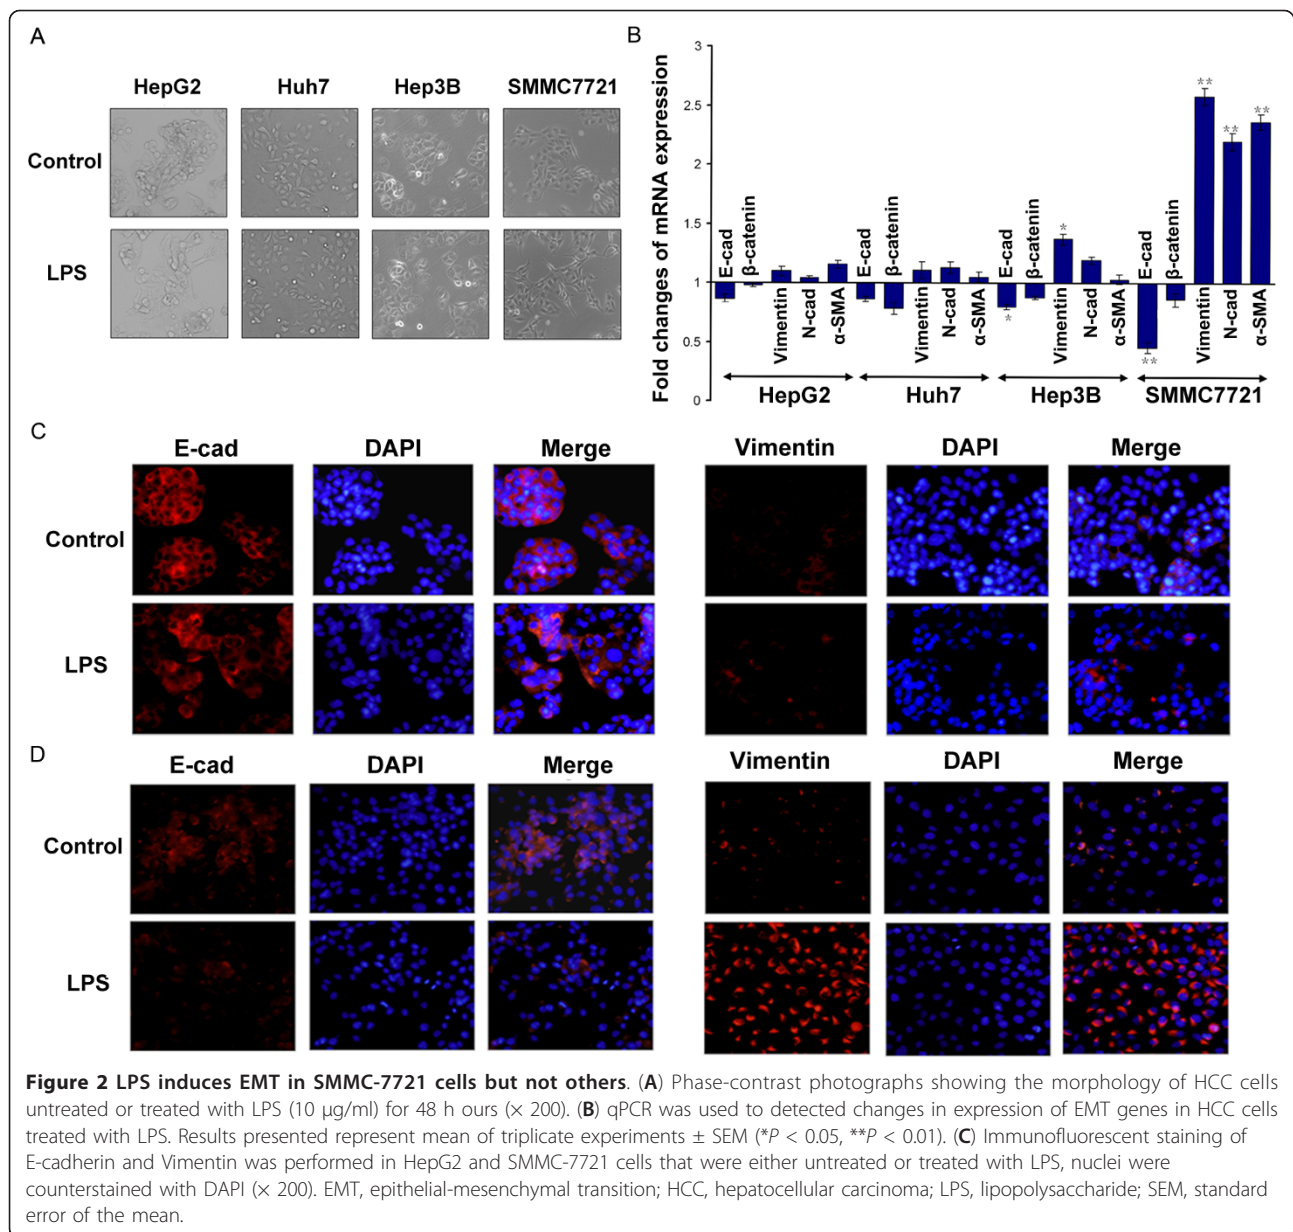 A
HepG2 Huh7 Hep3B SMMC7721
Control
LPS
B
Fold changes of mRNA expression
3
2.5
2
1.5
1
0.5
0
E-cad
β-catenin
Vimentin
N-cad
α-SMA
E-cad
β-catenin
Vimentin
N-cad
α-SMA
E-cad
*
β-catenin
Vimentin
*
N-cad
α-SMA
E-cad
**
β-catenin
Vimentin
**
N-cad
**
α-SMA
**
HepG2 Huh7 Hep3B SMMC7721
C
E-cad DAPI Merge Vimentin DAPI Merge
Control
LPS
D
E-cad DAPI Merge Vimentin DAPI Merge
Control
LPS
Figure 2 LPS induces EMT in SMMC-7721 cells but not others. (A) Phase-contrast photographs showing the morphology of HCC cells
untreated or treated with LPS (10 μg/ml) for 48 h ours (× 200). (B) qPCR was used to detected changes in expression of EMT genes in HCC cells
treated with LPS. Results presented represent mean of triplicate experiments ± SEM (*P < 0.05, **P < 0.01). (C) Immunofluorescent staining of
E-cadherin and Vimentin was performed in HepG2 and SMMC-7721 cells that were either untreated or treated with LPS, nuclei were
counterstained with DAPI (× 200). EMT, epithelial-mesenchymal transition; HCC, hepatocellular carcinoma; LPS, lipopolysaccharide; SEM, standard
error of the mean.